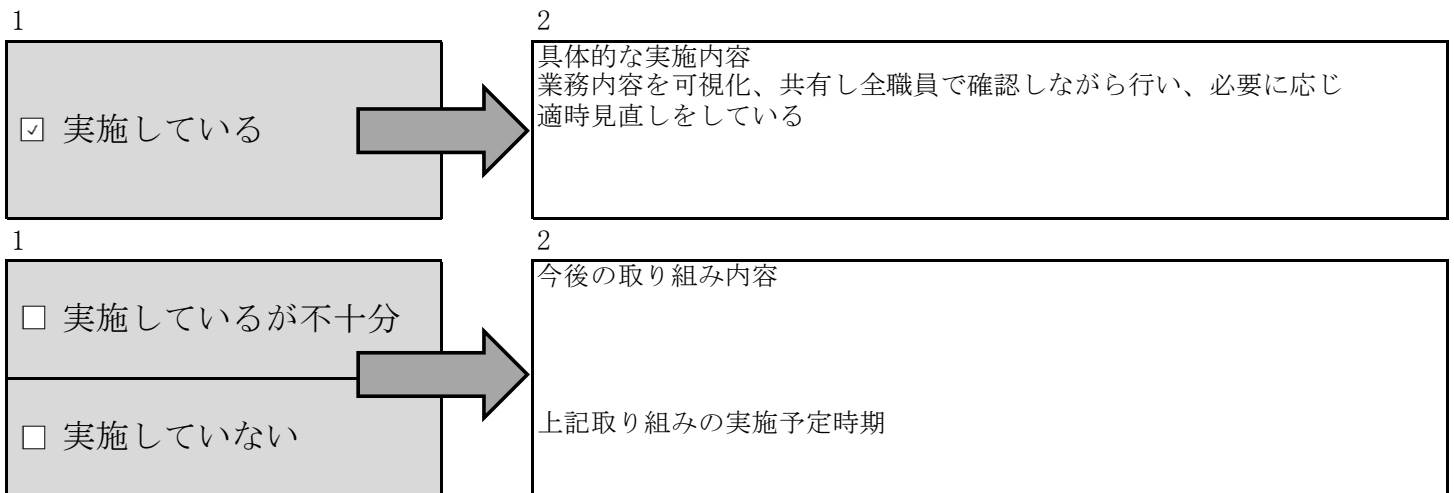 1
2
☑ 実施している
具体的な実施内容
業務内容を可視化、共有し全職員で確認しながら行い、必要に応じ
適時見直しをしている
1
2
☐ 実施しているが不十分
☐ 実施していない
今後の取り組み内容
上記取り組みの実施予定時期